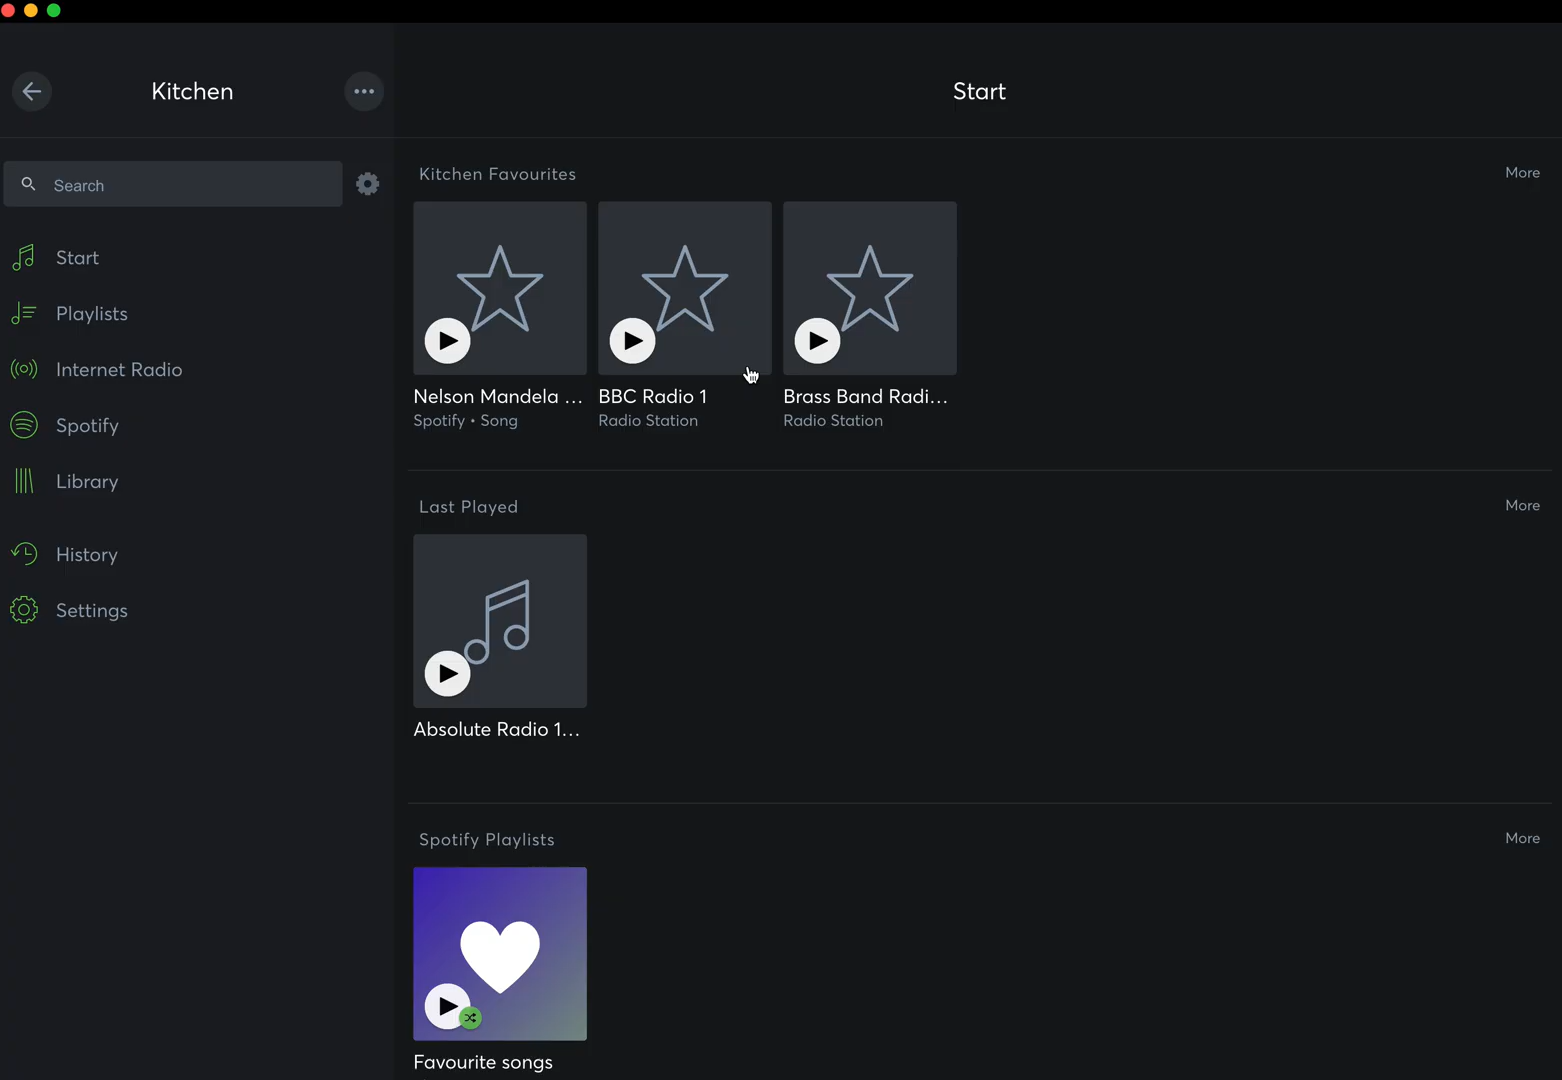 Kitchen
Start
Search
Start
Playlists
Internet Radio
Spotify
Library
History
Settings
Kitchen Favourites
More
Nelson Mandela ...
Spotify • Song
BBC Radio 1
Radio Station
Brass Band Radi...
Radio Station
Last Played
More
Absolute Radio 1...
Spotify Playlists
More
Favourite songs